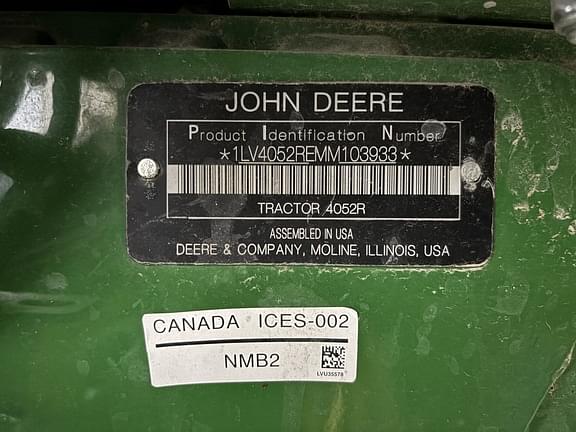 JOHN DEERE
Product Identification Number
*1LV4052REMM103933*
TRACTOR 4052R
ASSEMBLED IN USA
DEERE & COMPANY, MOLINE, ILLINOIS, USA
CANADA ICES-002
NMB2
LVU35578